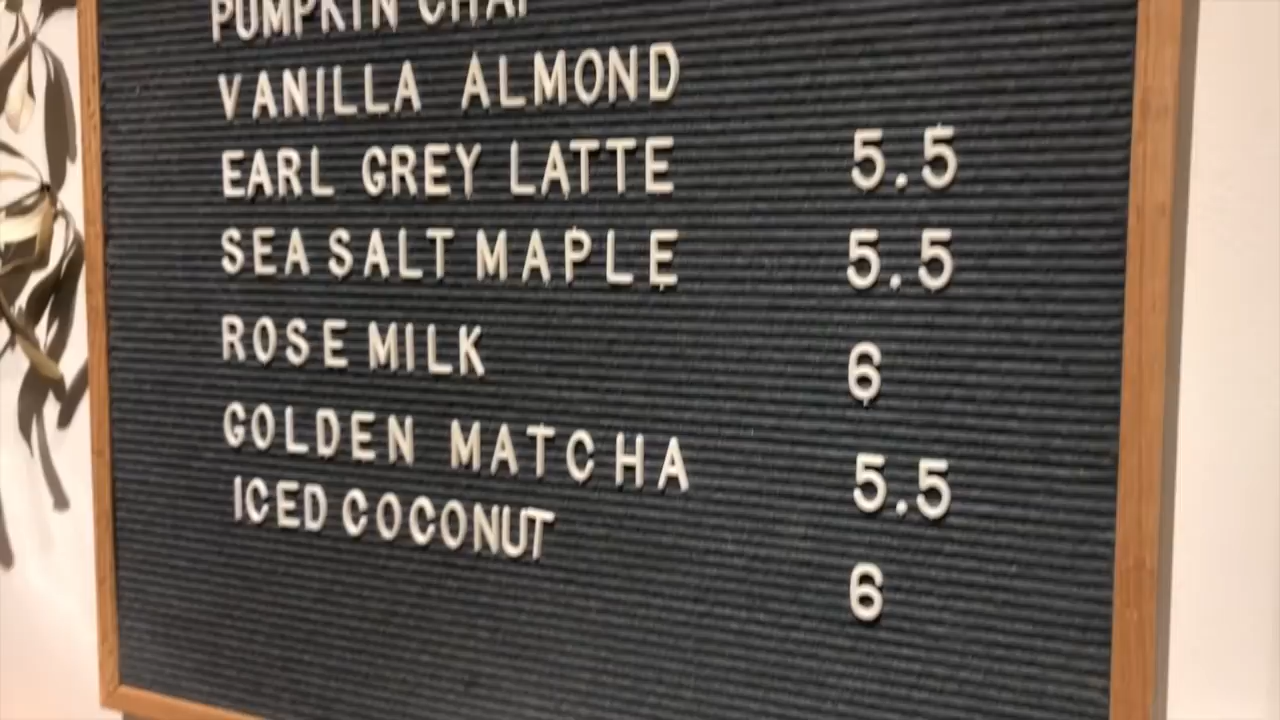 PUMPKIN CHAI
VANILLA ALMOND
EARL GREY LATTE 5.5
SEA SALT MAPLE 5.5
ROSE MILK 6
GOLDEN MATCHA 5.5
ICED COCONUT 6